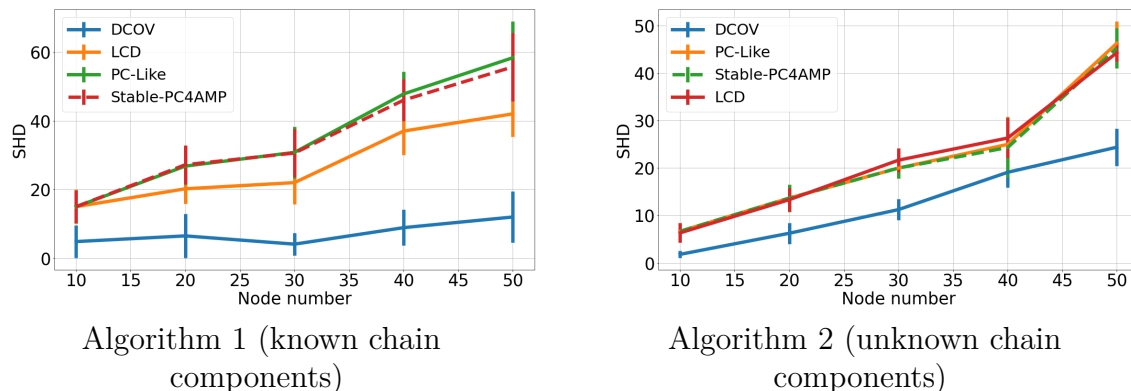 DCOV
LCD
PC-Like
Stable-PC4AMP
SHD
60
40
20
0
10 15 20 25 30 35 40 45 50
Node number
Algorithm 1 (known chain
components)
DCOV
PC-Like
Stable-PC4AMP
LCD
SHD
50
40
30
20
10
0
10 15 20 25 30 35 40 45 50
Node number
Algorithm 2 (unknown chain
components)